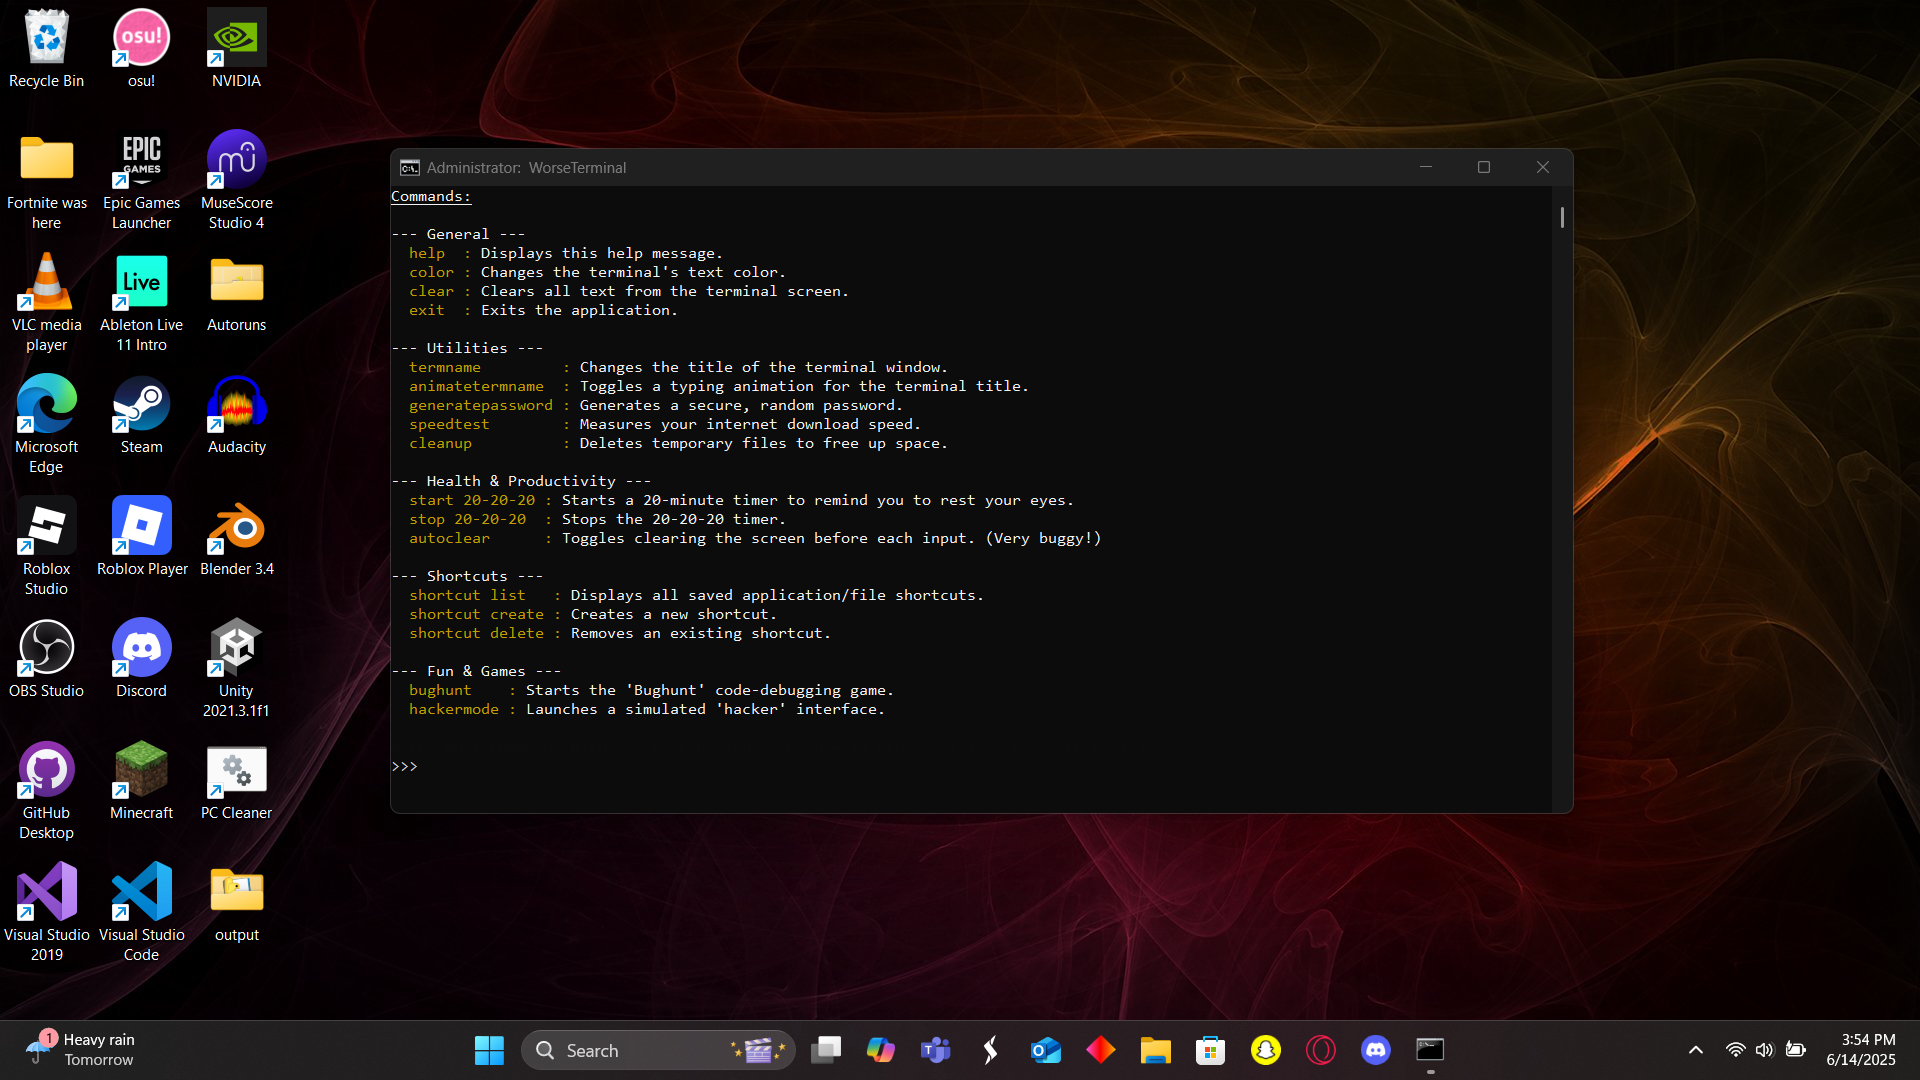 Recycle Bin
osu!
osu!
NVIDIA
Fortnite was
here
EPIC
GAMES
Epic Games
Launcher
MuseScore
Studio 4
VLC media
player
Live
Ableton Live
11 Intro
Autoruns
Microsoft
Edge
Steam
Audacity
Roblox
Studio
Roblox Player
Blender 3.4
OBS Studio
Discord
Unity
2021.3.1f1
GitHub
Desktop
Minecraft
PC Cleaner
Visual Studio
2019
Visual Studio
Code
output
Administrator: WorseTerminal
Commands:
--- General ---
help : Displays this help message.
color : Changes the terminal's text color.
clear : Clears all text from the terminal screen.
exit : Exits the application.
--- Utilities ---
termname : Changes the title of the terminal window.
animatetermname : Toggles a typing animation for the terminal title.
generatepassword : Generates a secure, random password.
speedtest : Measures your internet download speed.
cleanup : Deletes temporary files to free up space.
--- Health & Productivity ---
start 20-20-20 : Starts a 20-minute timer to remind you to rest your eyes.
stop 20-20-20 : Stops the 20-20-20 timer.
autoclear : Toggles clearing the screen before each input. (Very buggy!)
--- Shortcuts ---
shortcut list : Displays all saved application/file shortcuts.
shortcut create : Creates a new shortcut.
shortcut delete : Removes an existing shortcut.
--- Fun & Games ---
bughunt : Starts the 'Bughunt' code-debugging game.
hackermode : Launches a simulated 'hacker' interface.
>>>
1
Heavy rain
Tomorrow
Search
3:54 PM
6/14/2025